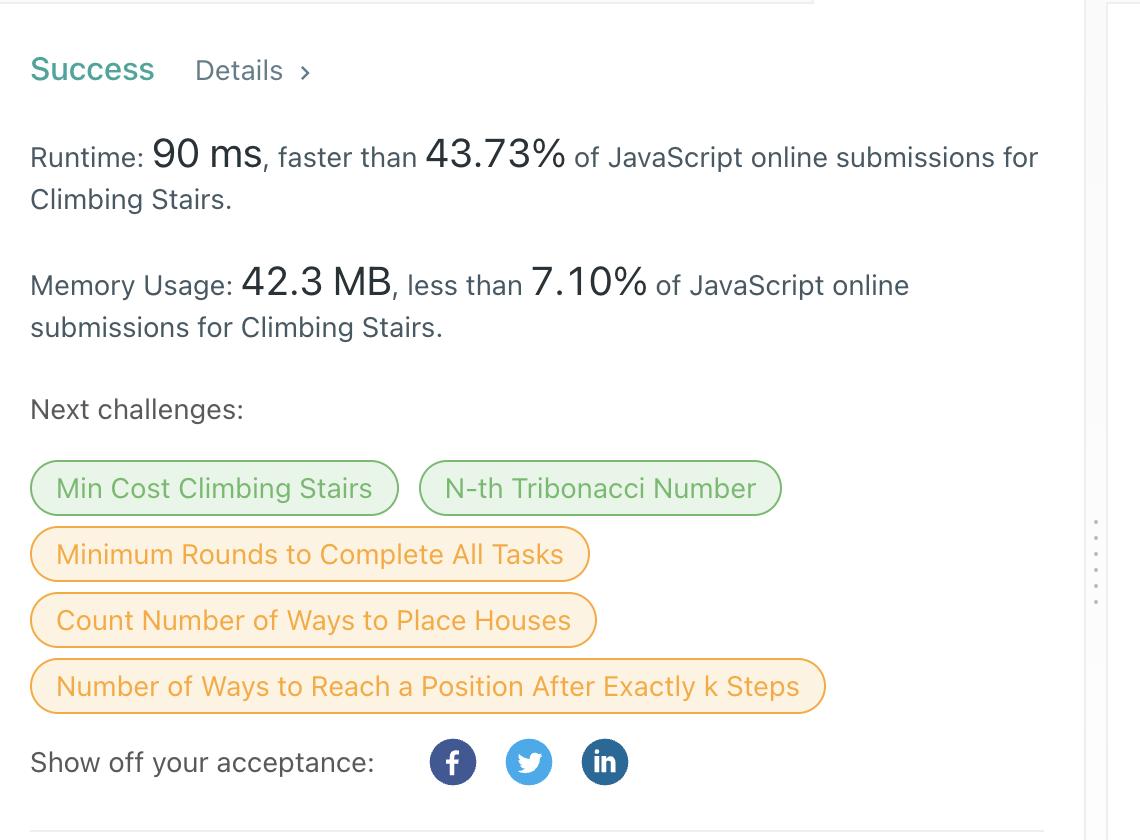 Success Details >
Runtime: 90 ms, faster than 43.73% of JavaScript online submissions for
Climbing Stairs.
Memory Usage: 42.3 MB, less than 7.10% of JavaScript online
submissions for Climbing Stairs.
Next challenges:
Min Cost Climbing Stairs N-th Tribonacci Number
Minimum Rounds to Complete All Tasks
Count Number of Ways to Place Houses
Number of Ways to Reach a Position After Exactly k Steps
Show off your acceptance: f in